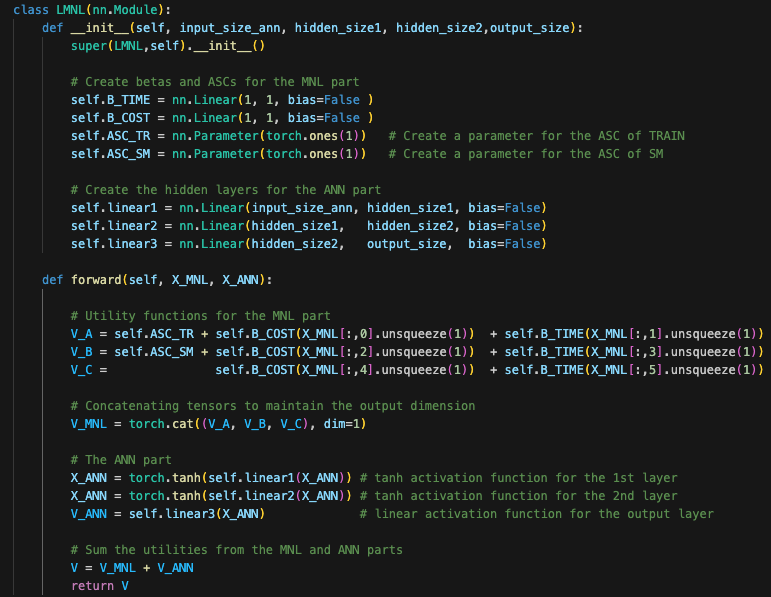 class LMNL(nn.Module):
    def __init__(self, input_size_ann, hidden_size1, hidden_size2,output_size):
        super(LMNL,self).__init__()

        # Create betas and ASCs for the MNL part
        self.B_TIME = nn.Linear(1, 1, bias=False )
        self.B_COST = nn.Linear(1, 1, bias=False )
        self.ASC_TR = nn.Parameter(torch.ones(1))   # Create a parameter for the ASC of TRAIN
        self.ASC_SM = nn.Parameter(torch.ones(1))   # Create a parameter for the ASC of SM

        # Create the hidden layers for the ANN part
        self.linear1 = nn.Linear(input_size_ann, hidden_size1, bias=False)
        self.linear2 = nn.Linear(hidden_size1,   hidden_size2, bias=False)
        self.linear3 = nn.Linear(hidden_size2,   output_size,  bias=False)

    def forward(self, X_MNL, X_ANN):

        # Utility functions for the MNL part
        V_A = self.ASC_TR + self.B_COST(X_MNL[:,0].unsqueeze(1))  + self.B_TIME(X_MNL[:,1].unsqueeze(1))
        V_B = self.ASC_SM + self.B_COST(X_MNL[:,2].unsqueeze(1))  + self.B_TIME(X_MNL[:,3].unsqueeze(1))
        V_C =               self.B_COST(X_MNL[:,4].unsqueeze(1))  + self.B_TIME(X_MNL[:,5].unsqueeze(1))

        # Concatenating tensors to maintain the output dimension
        V_MNL = torch.cat((V_A, V_B, V_C), dim=1)

        # The ANN part
        X_ANN = torch.tanh(self.linear1(X_ANN)) # tanh activation function for the 1st layer
        X_ANN = torch.tanh(self.linear2(X_ANN)) # tanh activation function for the 2nd layer
        V_ANN = self.linear3(X_ANN)             # linear activation function for the output layer

        # Sum the utilities from the MNL and ANN parts
        V = V_MNL + V_ANN
        return V